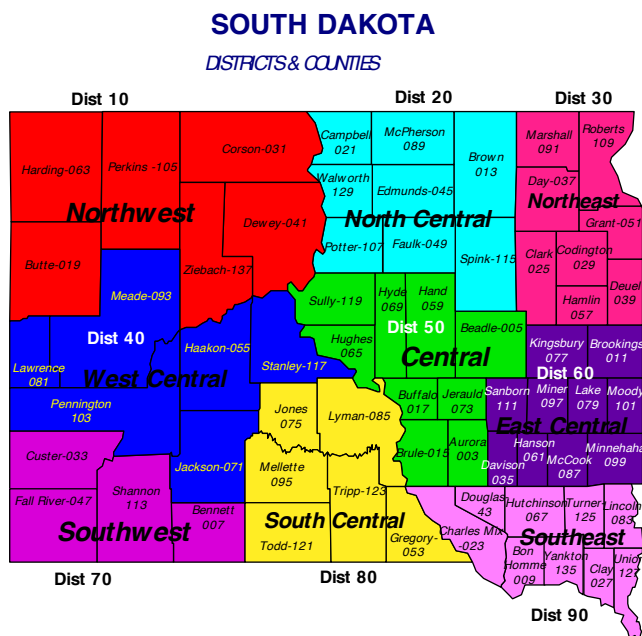 SOUTH DAKOTA
DISTRICTS & COUNTIES
Dist 10
Dist 20
Dist 30
Harding-063
Perkins -105
Corson-031
Northwest
Dewey-041
Butte-019
Ziebach-137
Campbell
021
McPherson
089
Brown
013
Walworth
129
Edmunds-045
North Central
Potter-107
Faulk-049
Spink-115
Marshall
091
Roberts
109
Day-037
Northeast
Grant-051
Clark
025
Codington
029
Hamlin
057
Deuel
039
Meade-093
Dist 40
Lawrence
081
West Central
Haakon-055
Stanley-117
Pennington
103
Jackson-071
Sully-119
Hyde
069
Hand
059
Dist 50
Hughes
065
Central
Beadle-005
Buffalo
017
Jerauld
073
Brule-015
Aurora
003
Kingsbury
077
Brookings
011
Dist 60
Sanborn
111
Miner
097
Lake
079
Moody
101
East Central
Davison
035
Hanson
061
McCook
087
Minnehaha
099
Custer-033
Fall River-047
Shannon
113
Bennett
007
Southwest
Dist 70
Jones
075
Lyman-085
Mellette
095
Tripp-123
South Central
Todd-121
Gregory-
053
Dist 80
Douglas
43
Charles Mix
-023
Hutchinson
067
Turner-
125
Lincoln
083
Southeast
Bon
Homme
009
Yankton
135
Clay
027
Union
127
Dist 90